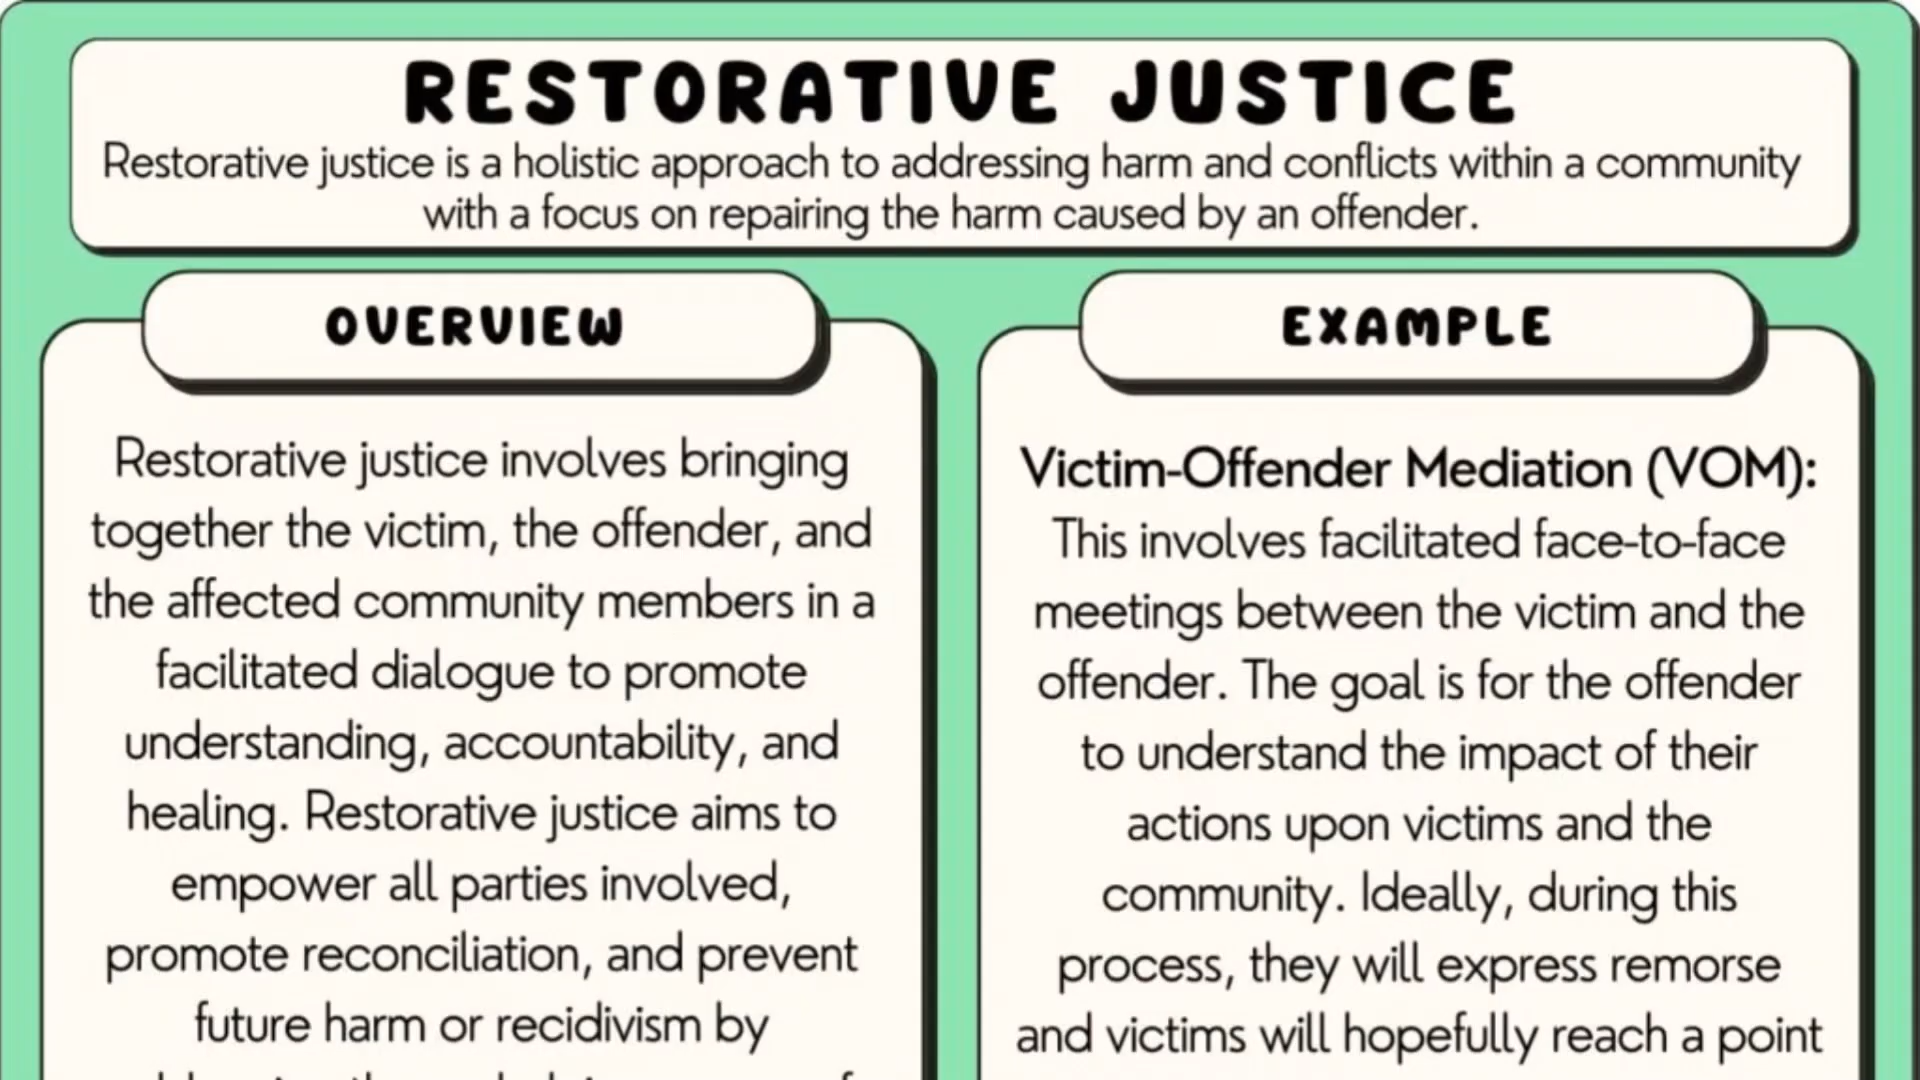 RESTORATIVE JUSTICE
Restorative justice is a holistic approach to addressing harm and conflicts within a community
with a focus on repairing the harm caused by an offender.
OVERVIEW
Restorative justice involves bringing
together the victim, the offender, and
the affected community members in a
facilitated dialogue to promote
understanding, accountability, and
healing. Restorative justice aims to
empower all parties involved,
promote reconciliation, and prevent
future harm or recidivism by
EXAMPLE
Victim-Offender Mediation (VOM):
This involves facilitated face-to-face
meetings between the victim and the
offender. The goal is for the offender
to understand the impact of their
actions upon victims and the
community. Ideally, during this
process, they will express remorse
and victims will hopefully reach a point